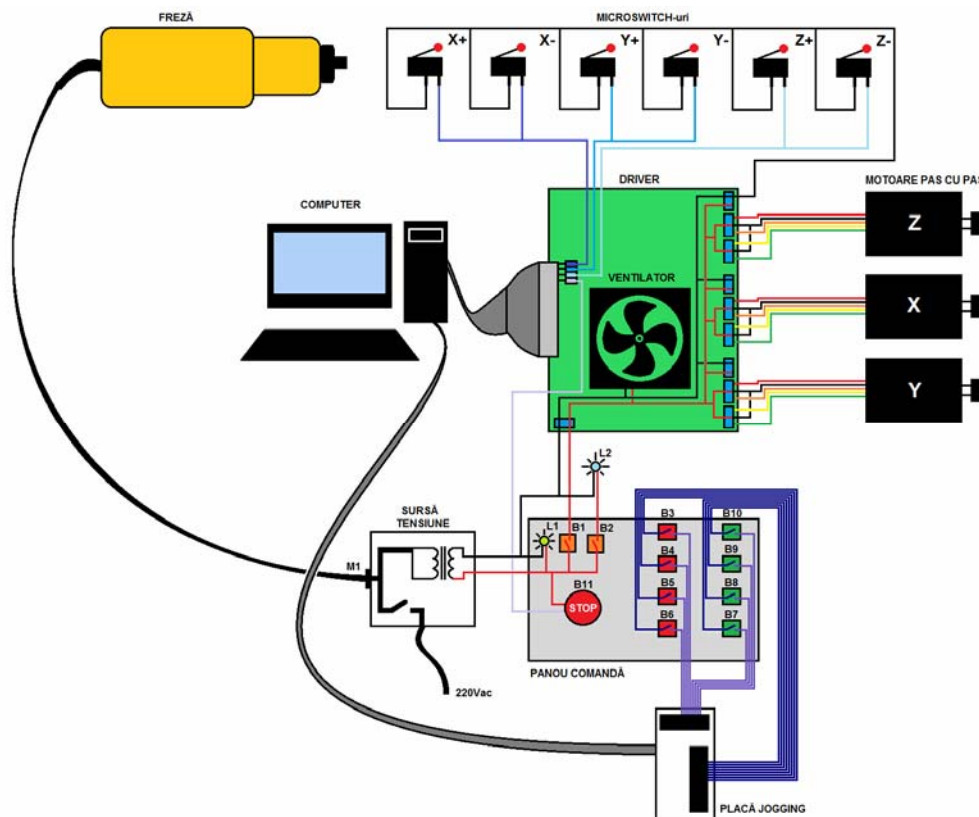 FREZĂ
MICROSWITCH-uri
X+
X-
Y+
Y-
Z+
Z-
DRIVER
MOTOARE PAS CU PAS
COMPUTER
Z
VENTILATOR
X
Y
L2
SURSĂ
TENSIUNE
L1
B1
B2
B3
B10
B4
B9
M1
B11
STOP
B5
B8
B6
B7
PANOU COMANDĂ
220Vac
PLACĂ JOGGING